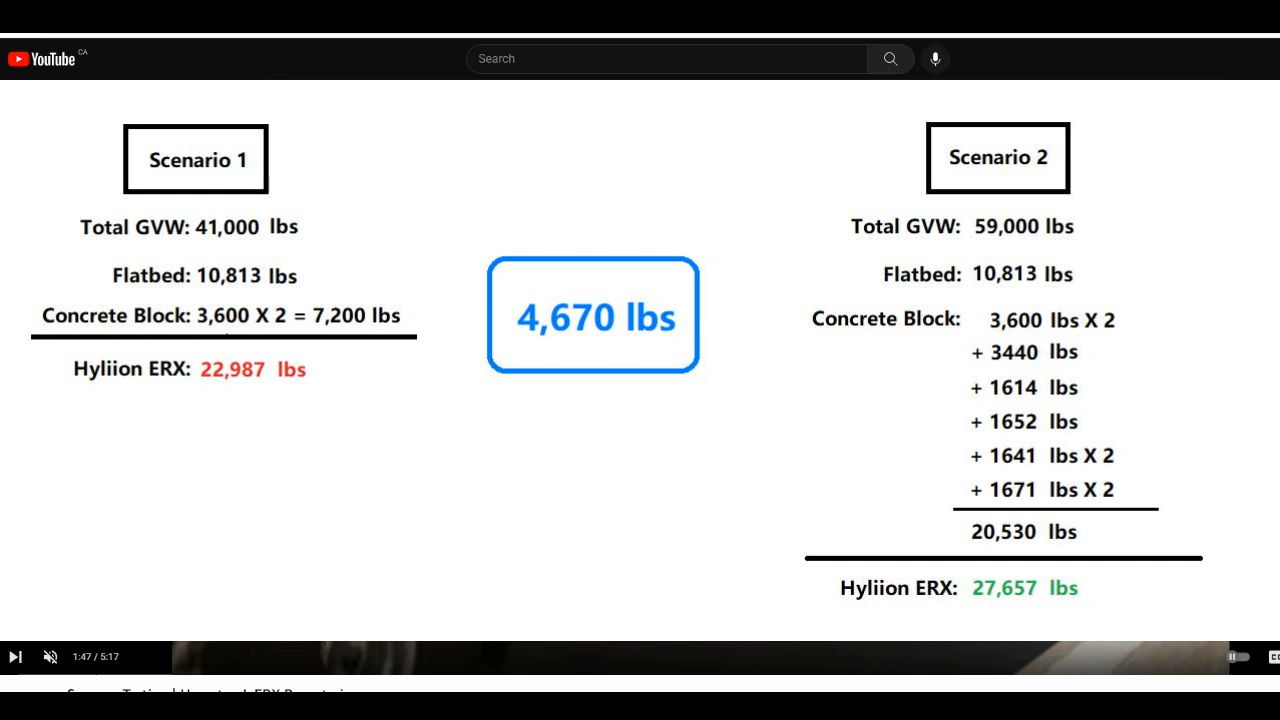 YouTube CA
Search
Scenario 1
Total GVW: 41,000 lbs
Flatbed: 10,813 lbs
Concrete Block: 3,600 X 2 = 7,200 lbs
Hyliion ERX: 22,987 lbs
4,670 lbs
Scenario 2
Total GVW: 59,000 lbs
Flatbed: 10,813 lbs
Concrete Block: 3,600 lbs X 2
+ 3440 lbs
+ 1614 lbs
+ 1652 lbs
+ 1641 lbs X 2
+ 1671 lbs X 2
20,530 lbs
Hyliion ERX: 27,657 lbs
1:47 / 5:17